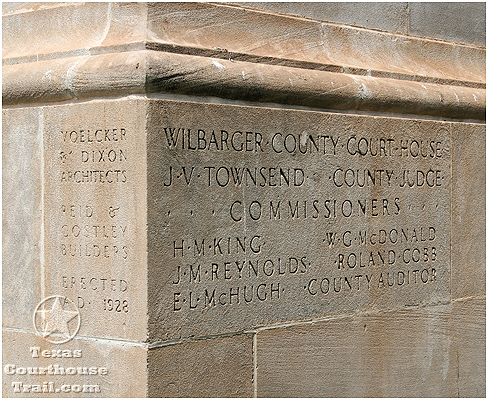 VOELCKER
& DIXON
ARCHITECTS
REID &
COSTLEY
BUILDERS
ERECTED
A·D· 1928
WILBARGER·COUNTY·COURT·HOUSE
J·V·TOWNSEND · COUNTY JUDGE
· · · COMMISSIONERS · · ·
H·M·KING· W·G·McDONALD
J·M·REYNOLDS· ROLAND COBB
E·L·McHUGH· COUNTY AUDITOR
Texas
Courthouse
Trail.com